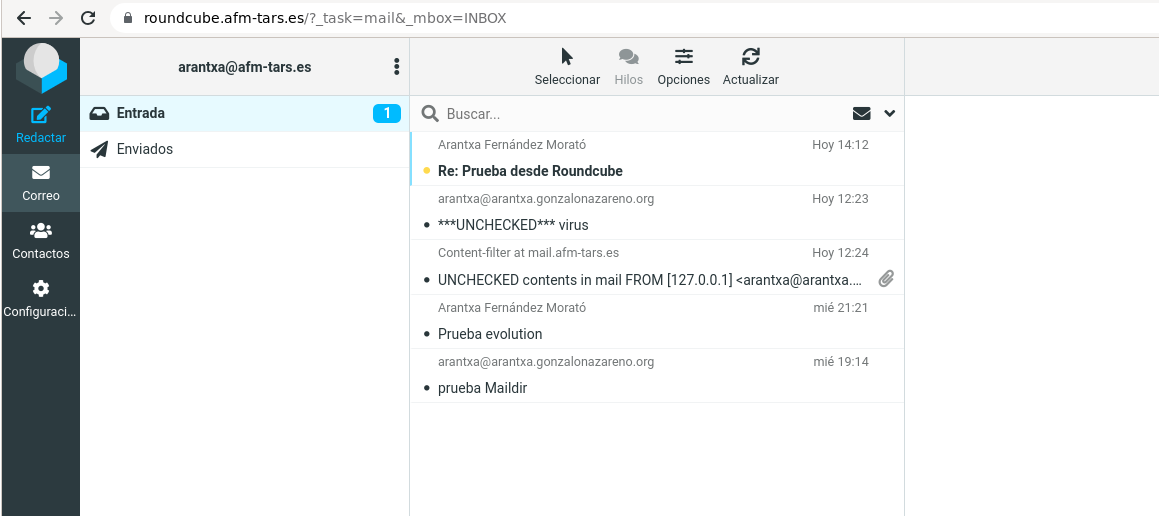 roundcube.afm-tars.es/?_task=mail&_mbox=INBOX
arantxa@afm-tars.es
Seleccionar
Hilos
Opciones
Actualizar
Redactar
Correo
Contactos
Configuraci...
Entrada
1
Enviados
Buscar...
Arantxa Fernández Morató Hoy 14:12
Re: Prueba desde Roundcube
arantxa@arantxa.gonzalonazareno.org Hoy 12:23
***UNCHECKED*** virus
Content-filter at mail.afm-tars.es Hoy 12:24
UNCHECKED contents in mail FROM [127.0.0.1] <arantxa@arantxa....
Arantxa Fernández Morató mié 21:21
Prueba evolution
arantxa@arantxa.gonzalonazareno.org mié 19:14
prueba Maildir